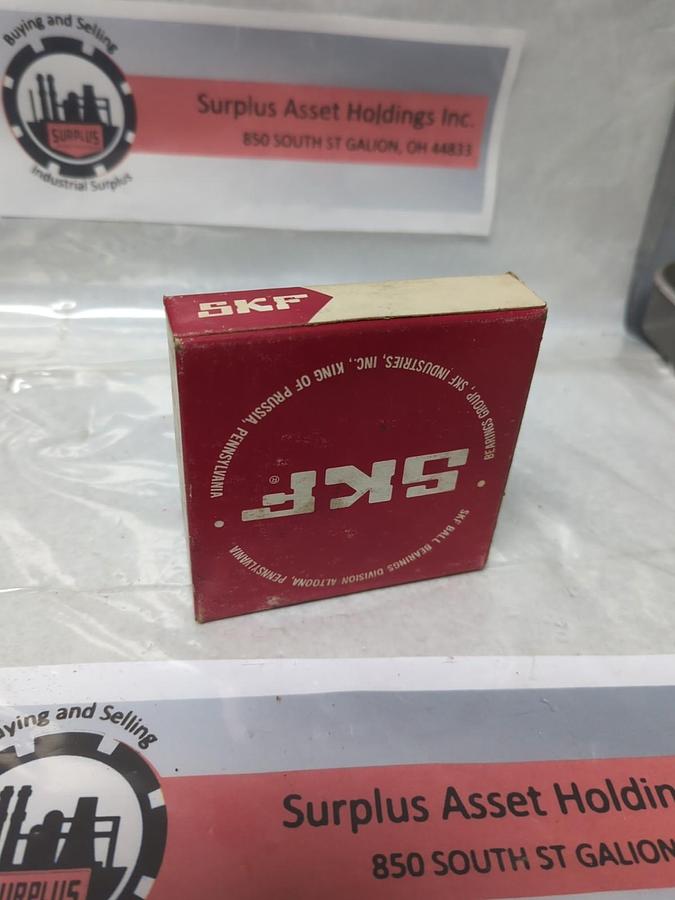 Buying and Selling
SURPLUS
Industrial Surplus
Surplus Asset Holdings Inc.
850 SOUTH ST GALION, OH 44833
SKF
BEARINGS GROUP, SKF INDUSTRIES, INC., KING OF PRUSSIA, PENNSYLVANIA
SKF®
SKF BALL BEARINGS DIVISION ALTOONA, PENNSYLVANIA
ying and Selling
URPLUS
Surplus Asset Holdin
850 SOUTH ST GALION